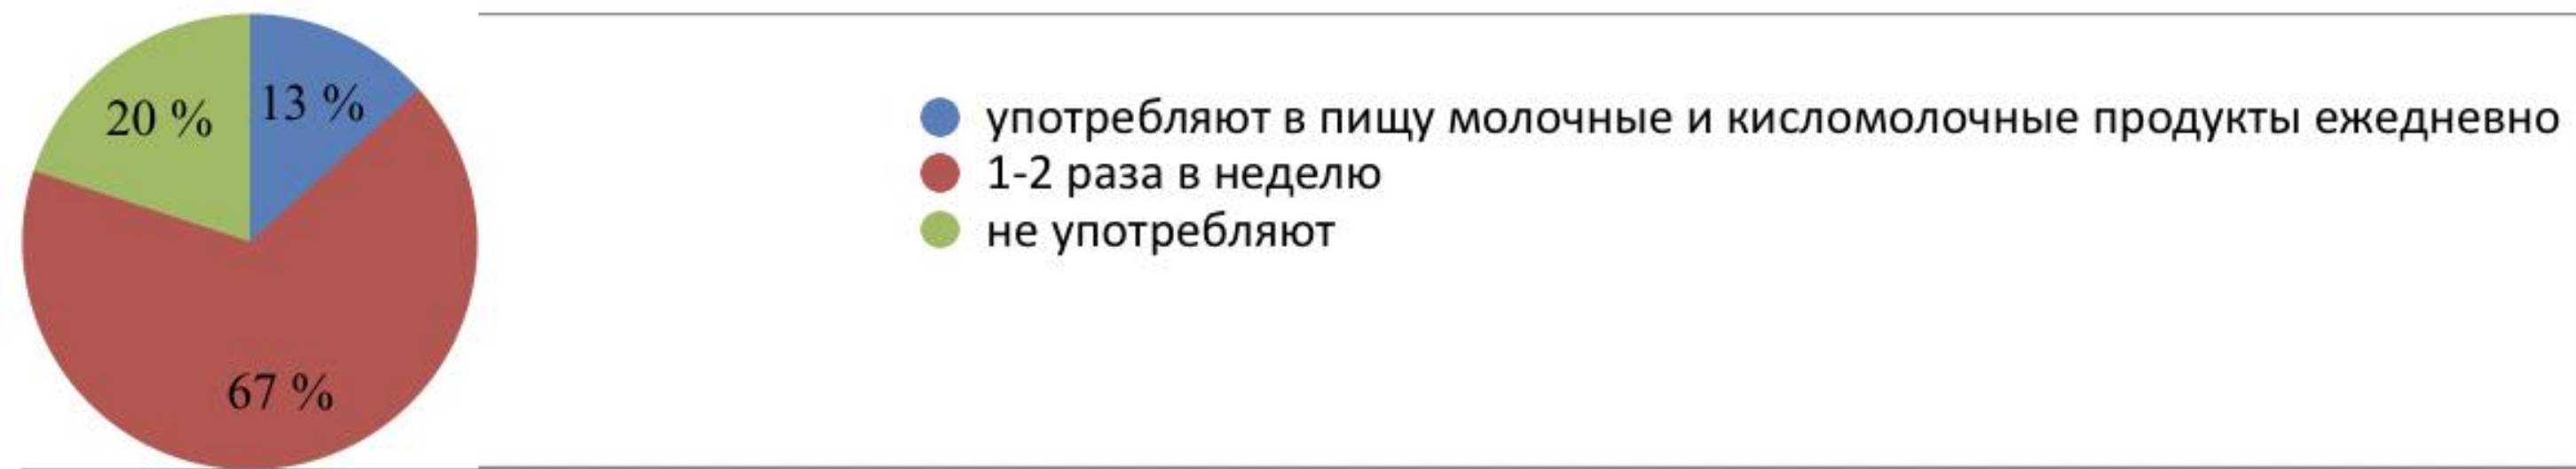 20 %
13 %
67 %
употребляют в пищу молочные и кисломолочные продукты ежедневно
1-2 раза в неделю
не употребляют